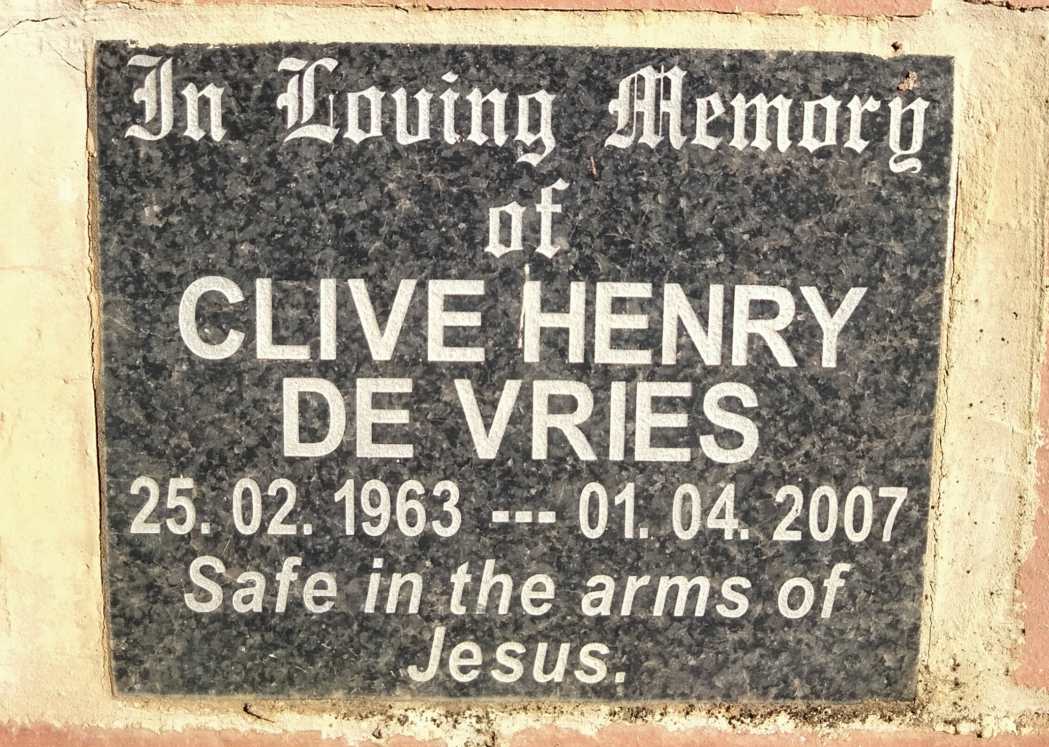 In Loving Memory
of
CLIVE HENRY
DE VRIES
25. 02. 1963 --- 01. 04. 2007
Safe in the arms of
Jesus.